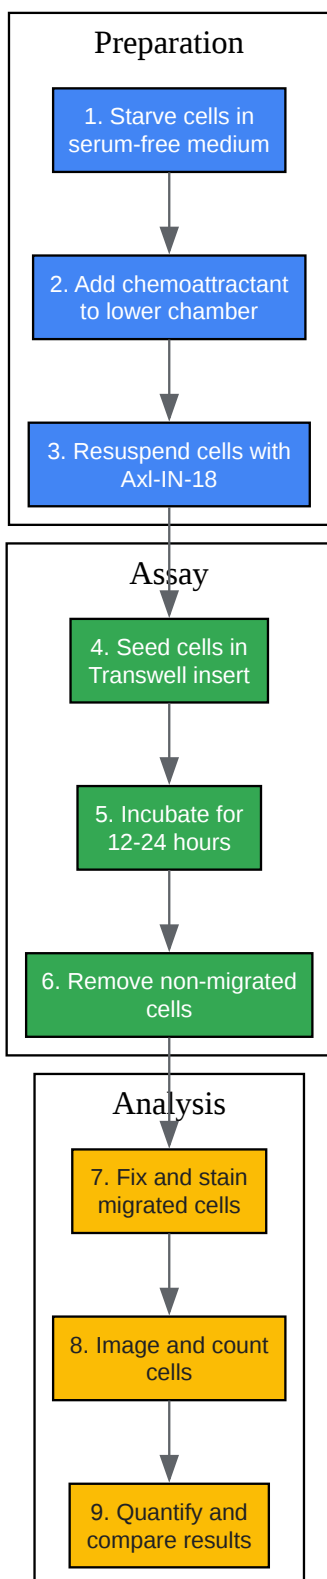 Preparation
1. Starve cells in
serum-free medium
2. Add chemoattractant
to lower chamber
3. Resuspend cells with
Axl-IN-18
Assay
4. Seed cells in
Transwell insert
5. Incubate for
12-24 hours
6. Remove non-migrated
cells
Analysis
7. Fix and stain
migrated cells
8. Image and count
cells
9. Quantify and
compare results